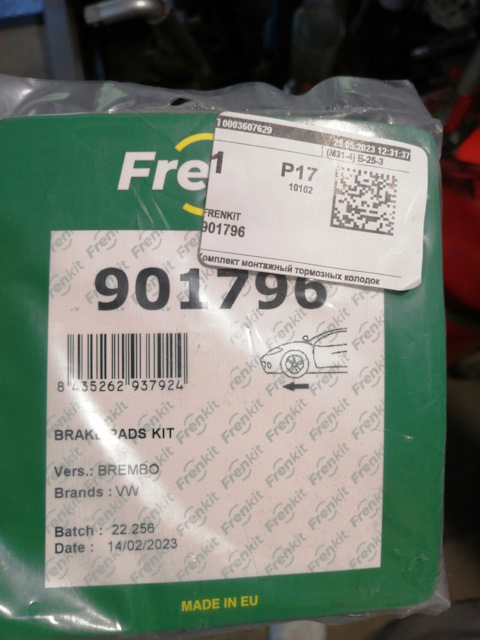 10003607629
29.05.2023 12:31:37
(M31-4) Б-25-3
1
P17
10102
FRENKIT
901796
Комплект монтажный тормозных колодок
901796
8 435262 937924
BRAKE PADS KIT
Vers.: BREMBO
Brands : VW
Batch : 22.256
Date : 14/02/2023
MADE IN EU
Frenkit